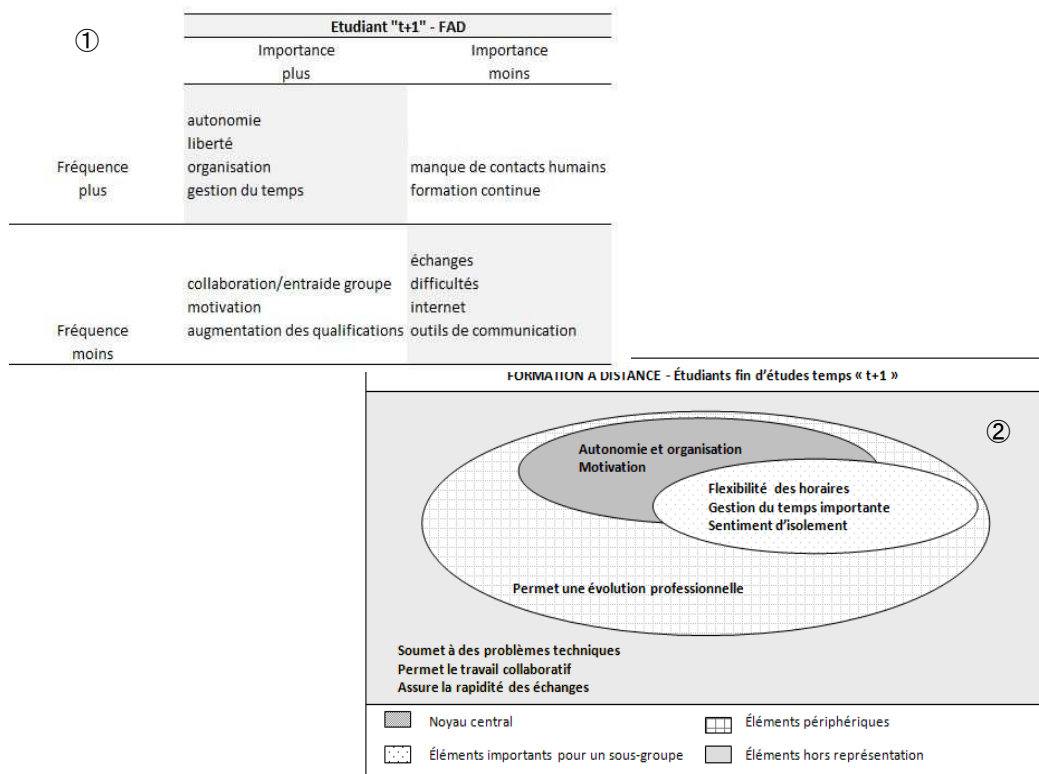 ①
Etudiant "t+1" - FAD
Importance
plus
Importance
moins
Fréquence
plus
autonomie
liberté
organisation
gestion du temps
manque de contacts humains
formation continue
Fréquence
moins
collaboration/entraide groupe
motivation
augmentation des qualifications
échanges
difficultés
internet
outils de communication
FORMATION A DISTANCE - Étudiants fin d'études temps « t+1 »
②
Autonomie et organisation
Motivation
Flexibilité des horaires
Gestion du temps importante
Sentiment d'isolement
Permet une évolution professionnelle
Soumet à des problèmes techniques
Permet le travail collaboratif
Assure la rapidité des échanges
Noyau central
Éléments périphériques
Éléments importants pour un sous-groupe
Éléments hors représentation